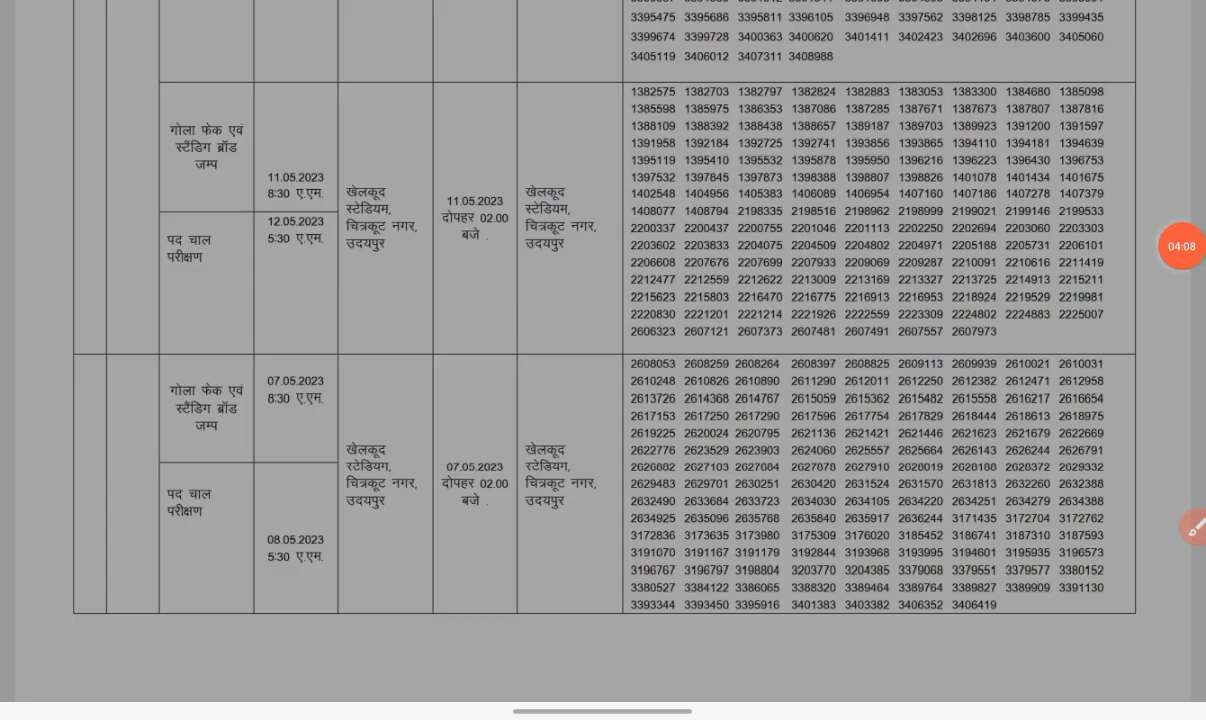 3395475 3395686 3395811 3396105 3396948 3397562 3398125 3398785 3399435
3399674 3399728 3400363 3400620 3401411 3402423 3402696 3403600 3405060
3405119 3406012 3407311 3408988
गोला फेक एवं
स्टैंडिग ब्रॉड
जम्प
11.05.2023
8:30 ए.एम.
पद चाल
परीक्षण
12.05.2023
5:30 ए.एम.
खेलकूद
स्टेडियम,
चित्रकूट नगर,
उदयपुर
11.05.2023
दोपहर 02.00
बजे .
खेलकूद
स्टेडियम,
चित्रकूट नगर,
उदयपुर
1382575 1382703 1382797 1382824 1382883 1383053 1383300 1384680 1385098
1385598 1385975 1386353 1387086 1387285 1387671 1387673 1387807 1387816
1388109 1388392 1388438 1388657 1389187 1389703 1389923 1391200 1391597
1391958 1392184 1392725 1392741 1393856 1393865 1394110 1394181 1394639
1395119 1395410 1395532 1395878 1395950 1396216 1396223 1396430 1396753
1397532 1397845 1397873 1398388 1398807 1398826 1401078 1401434 1401675
1402548 1404956 1405383 1406089 1406954 1407160 1407186 1407278 1407379
1408077 1408794 2198335 2198516 2198962 2198999 2199021 2199146 2199533
2200337 2200437 2200755 2201046 2201113 2202250 2202694 2203060 2203303
2203602 2203833 2204075 2204509 2204802 2204971 2205188 2205731 2206101
2206608 2207676 2207699 2207933 2209069 2209287 2210091 2210616 2211419
2212477 2212559 2212622 2213009 2213169 2213327 2213725 2214913 2215211
2215623 2215803 2216470 2216775 2216913 2216953 2218924 2219529 2219981
2220830 2221201 2221214 2221926 2222559 2223309 2224802 2224883 2225007
2606323 2607121 2607373 2607481 2607491 2607557 2607973
गोला फेक एवं
स्टैंडिग ब्रॉड
जम्प
07.05.2023
8:30 ए.एम.
पद चाल
परीक्षण
08.05.2023
5:30 ए.एम.
खेलकूद
स्टेडियम,
चित्रकूट नगर,
उदयपुर
07.05.2023
दोपहर 02.00
बजे .
खेलकूद
स्टेडियम,
चित्रकूट नगर,
उदयपुर
2608053 2608259 2608264 2608397 2608825 2609113 2609939 2610021 2610031
2610248 2610826 2610890 2611290 2612011 2612250 2612382 2612471 2612958
2613726 2614368 2614767 2615059 2615362 2615482 2615558 2616217 2616654
2617153 2617250 2617290 2617596 2617754 2617829 2618444 2618613 2618975
2619225 2620024 2620795 2621136 2621421 2621446 2621623 2621679 2622669
2622776 2623529 2623903 2624060 2625557 2625664 2626143 2626244 2626791
2627103 2627910 2628019 2628372 2629332
2629483 2629701 2630251 2630420 2631524 2631570 2631813 2632260 2632388
2632490 2633684 2633723 2634030 2634105 2634220 2634251 2634279 2634388
2634925 2635096 2635768 2635840 2635917 2636244 3171435 3172704 3172762
3172836 3173635 3173980 3175309 3176020 3185452 3186741 3187310 3187593
3191070 3191167 3191179 3192844 3193968 3193995 3194601 3195935 3196573
3196767 3196797 3198804 3203770 3204385 3379068 3379551 3379577 3380152
3380527 3384122 3386065 3388320 3389464 3389764 3389827 3389909 3391130
3393344 3393450 3395916 3401383 3403382 3406352 3406419
04:08